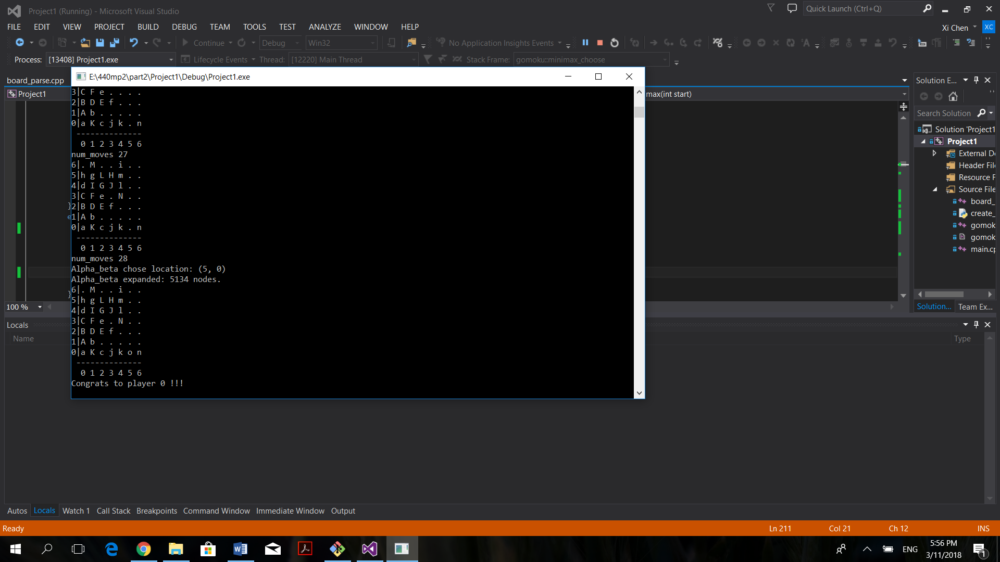 Project1 (Running) - Microsoft Visual Studio
Quick Launch (Ctrl+Q)
FILE EDIT VIEW PROJECT BUILD DEBUG TEAM TOOLS TEST ANALYZE WINDOW HELP
Xi Chen XC
Continue Debug Win32 No Application Insights Events
Process: [13408] Project1.exe Lifecycle Events Thread: [12220] Main Thread Stack Frame: gomoku::minimax_choose
board_parse.cpp
Project1
max(int start)
E:\440mp2\part2\Project1\Debug\Project1.exe
3|C F e . . . .
2|B D E f . . .
1|A b . . . . .
0|a K c j k . n
--------------
0 1 2 3 4 5 6
num_moves 27
6|. M . . i . .
5|h g L H m . .
4|d I G J l . .
3|C F e . N . .
2|B D E f . . .
1|A b . . . . .
0|a K c j k . n
--------------
0 1 2 3 4 5 6
num_moves 28
Alpha_beta chose location: (5, 0)
Alpha_beta expanded: 5134 nodes.
6|. M . . i . .
5|h g L H m . .
4|d I G J l . .
3|C F e . N . .
2|B D E f . . .
1|A b . . . . .
0|a K c j k o n
--------------
0 1 2 3 4 5 6
Congrats to player 0 !!!
}
e
}
100 %
Solution E...
Search Solution
Solution 'Project1
Project1
External De
Header File
Resource F
Source File
board_
create_
gomok
gomok
main.cp
Solution... Team Ex...
Locals
Name Type
Autos Locals Watch 1 Call Stack Breakpoints Command Window Immediate Window Output
Ready Ln 211 Col 21 Ch 12 INS
ENG
5:56 PM
3/11/2018
1